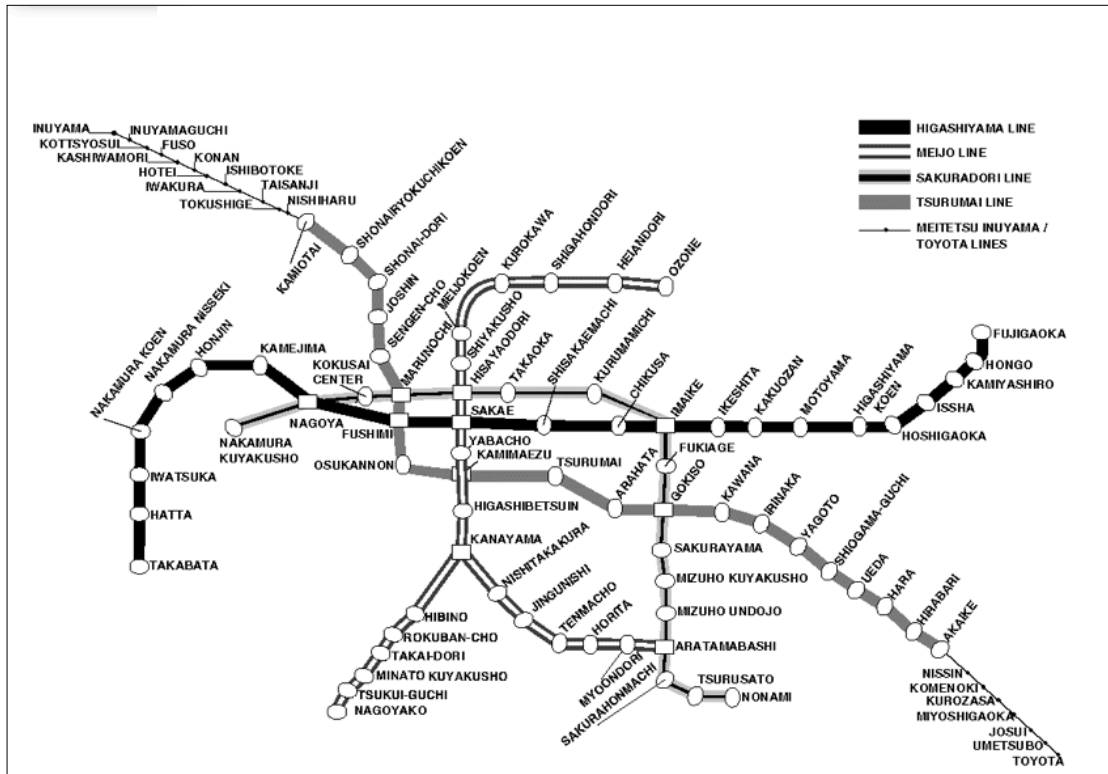 INUYAMA
INUYAMAGUCHI
KOTTSYOSUI
FUSO
KASHIWAMORI
KONAN
HOTEI
ISHIBOTOKE
IWAKURA
TAISANJI
TOKUSHIGE
NISHIHARU
KAMIOTAI
SHONAIRYOKUCHIKOEN
SHONAI-DORI
JOSHIN
SENGEN-CHO
MARUNOCHI
MEIJOKOEN
KUROKAWA
SHIGAHONDORI
HEIANDORI
OZONE
HIGASHIYAMA LINE
MEIJO LINE
SAKURADORI LINE
TSURUMAI LINE
MEITETSU INUYAMA /
TOYOTA LINES
NAKAMURA KOEN
NAKAMURA NISSEKI
HONJIN
KAMEJIMA
KOKUSAI
CENTER
SHIYAKUSHO
HISAYAODORI
TAKAOKA
SHISAKAEMACHI
KURUMAMICHI
CHIKUSA
IMAIKE
IKESHITA
KAKUOZAN
MOTOYAMA
HIGASHIYAMA
KOEN
FUJIGAOKA
HONGO
KAMIYASHIRO
ISSHA
HOSHIGAOKA
NAGOYA
NAKAMURA
KUYAKUSHO
FUSHIMI
SAKAE
YABACHO
KAMIMAEZU
OSUKANNON
TSURUMAI
ARAHATA
FUKIAGE
GOKISO
KAWANA
IRINAKA
YAGOTO
SHIOGAMA-GUCHI
UEDA
HARA
HIRABARI
AKAIKE
IWATSUKA
HATTA
TAKABATA
HIGASHIBETSUIN
KANAYAMA
NISHITAKAKURA
JINGUNISHI
TENMACHO
HORITA
MYOONDORI
SAKURAYAMA
MIZUHO KUYAKUSHO
MIZUHO UNDOJO
ARATAMABASHI
SAKURAHONMACHI
TSURUSATO
NONAMI
HIBINO
ROKUBAN-CHO
TAKAI-DORI
MINATO KUYAKUSHO
TSUKUI-GUCHI
NAGOYAKO
NISSIN
KOMENOKI
KUROZASA
MIYOSHIGAOKA
JOSUI
UMETSUBO
TOYOTA